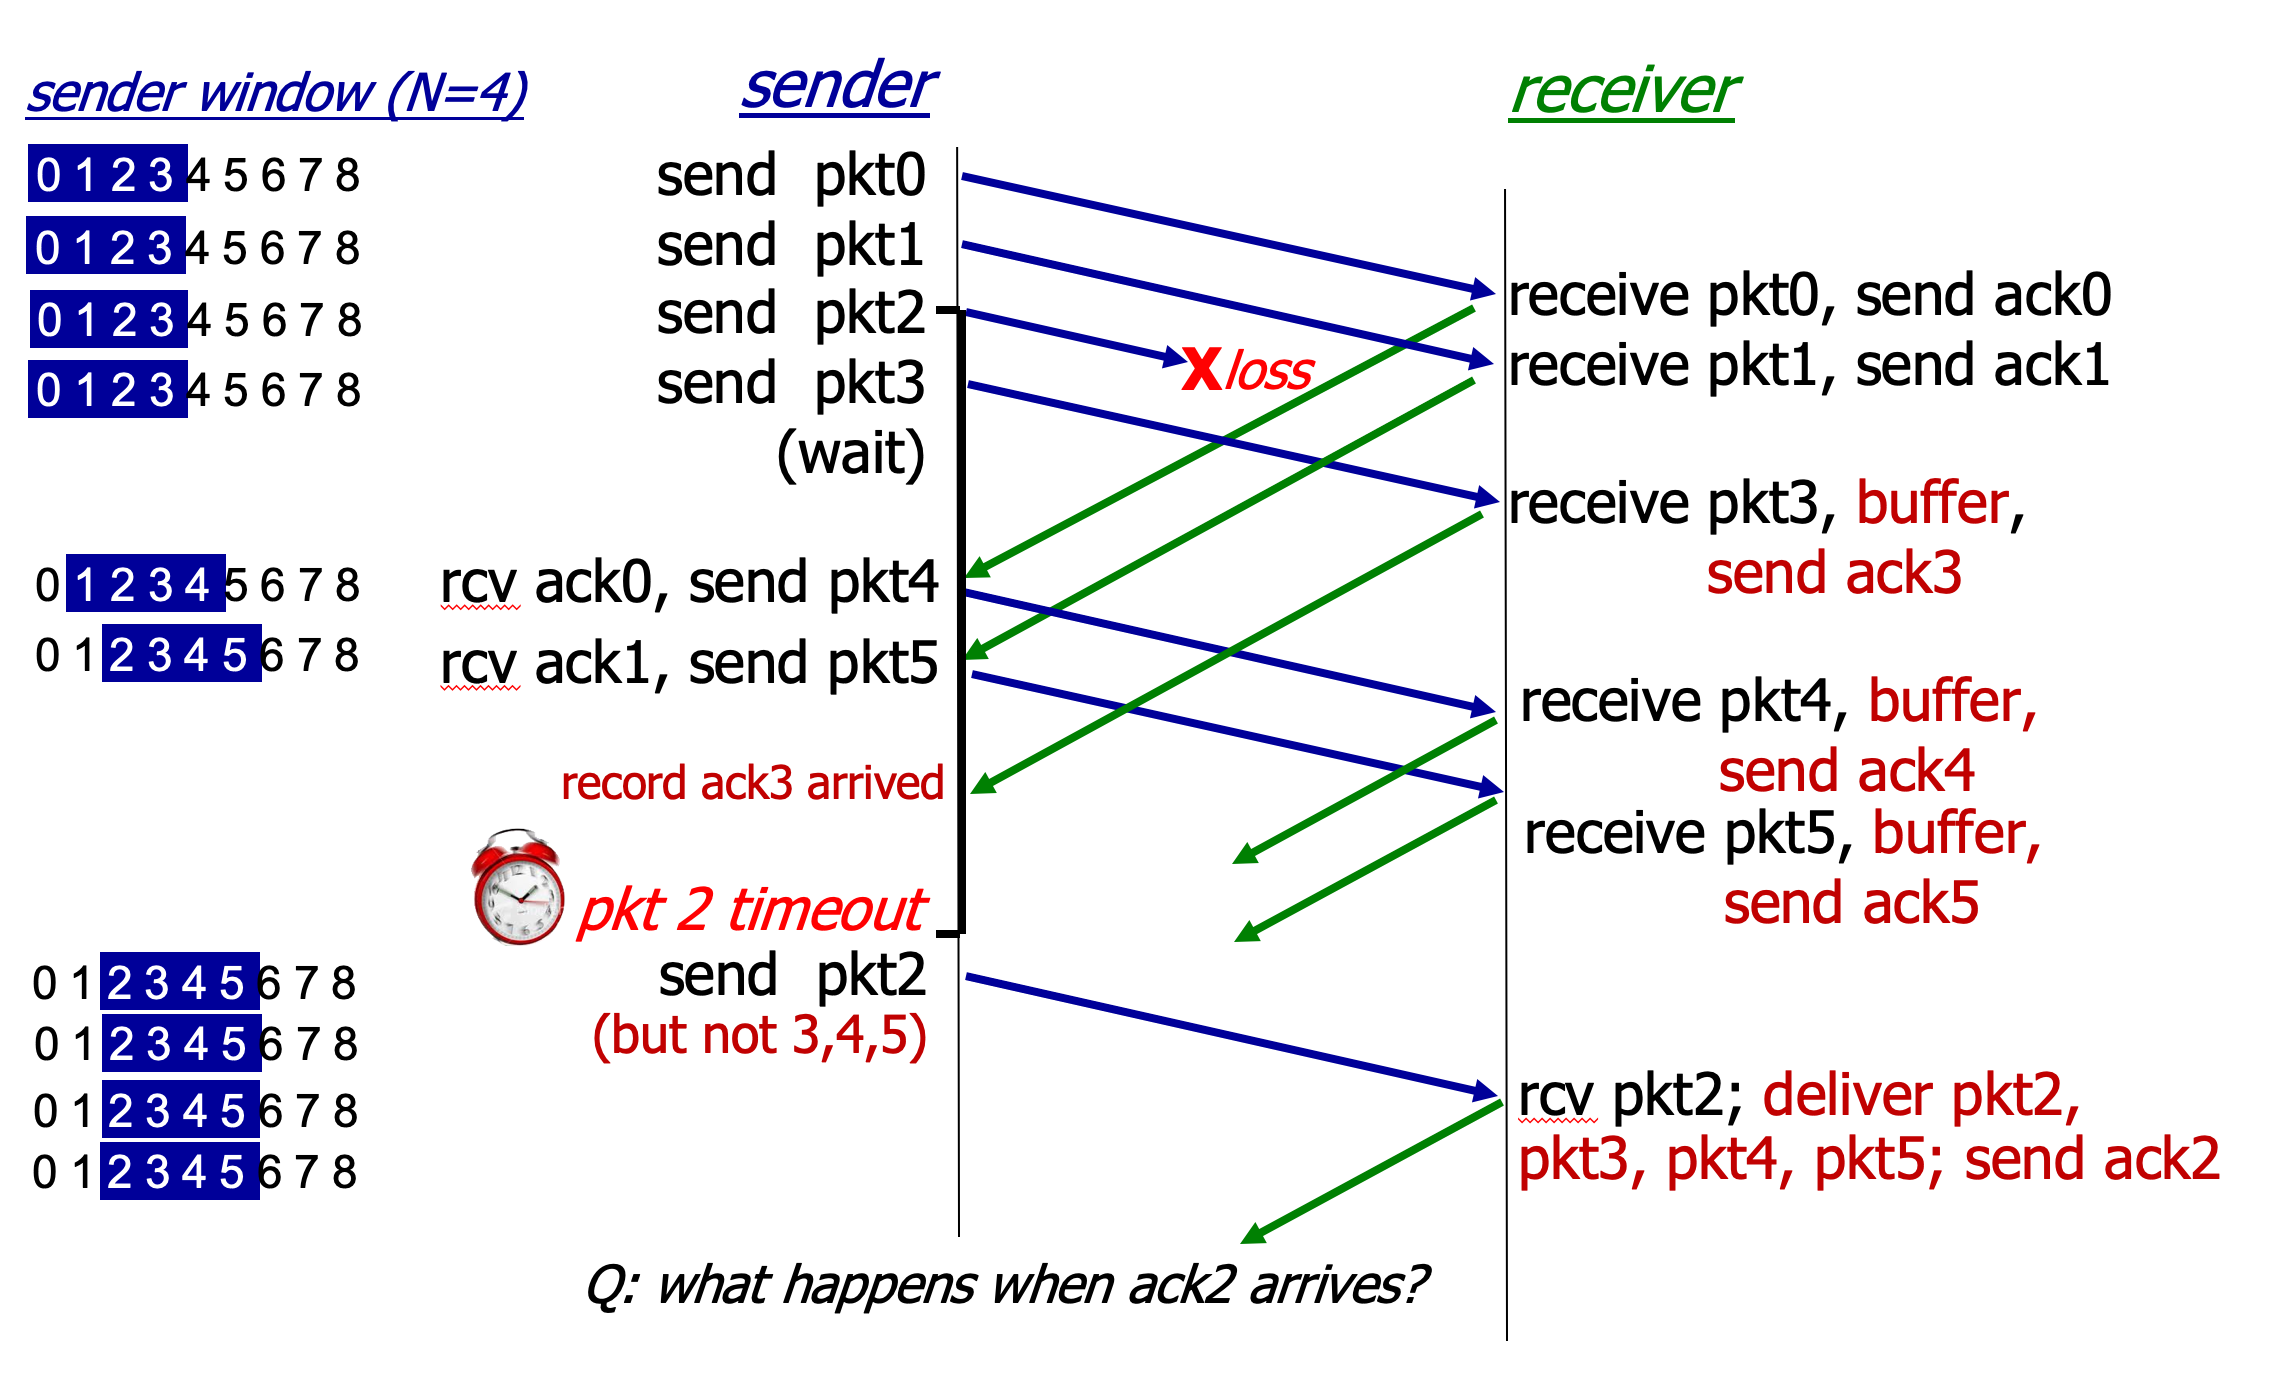 sender window (N=4)
sender
receiver
0 1 2 3 4 5 6 7 8
send pkt0
0 1 2 3 4 5 6 7 8
send pkt1
receive pkt0, send ack0
0 1 2 3 4 5 6 7 8
send pkt2
X loss
receive pkt1, send ack1
0 1 2 3 4 5 6 7 8
send pkt3
(wait)
receive pkt3, buffer,
send ack3
0 1 2 3 4 5 6 7 8
rcv ack0, send pkt4
0 1 2 3 4 5 6 7 8
rcv ack1, send pkt5
receive pkt4, buffer,
send ack4
record ack3 arrived
receive pkt5, buffer,
send ack5
pkt 2 timeout
0 1 2 3 4 5 6 7 8
send pkt2
0 1 2 3 4 5 6 7 8
(but not 3,4,5)
0 1 2 3 4 5 6 7 8
rcv pkt2; deliver pkt2,
0 1 2 3 4 5 6 7 8
pkt3, pkt4, pkt5; send ack2
Q: what happens when ack2 arrives?